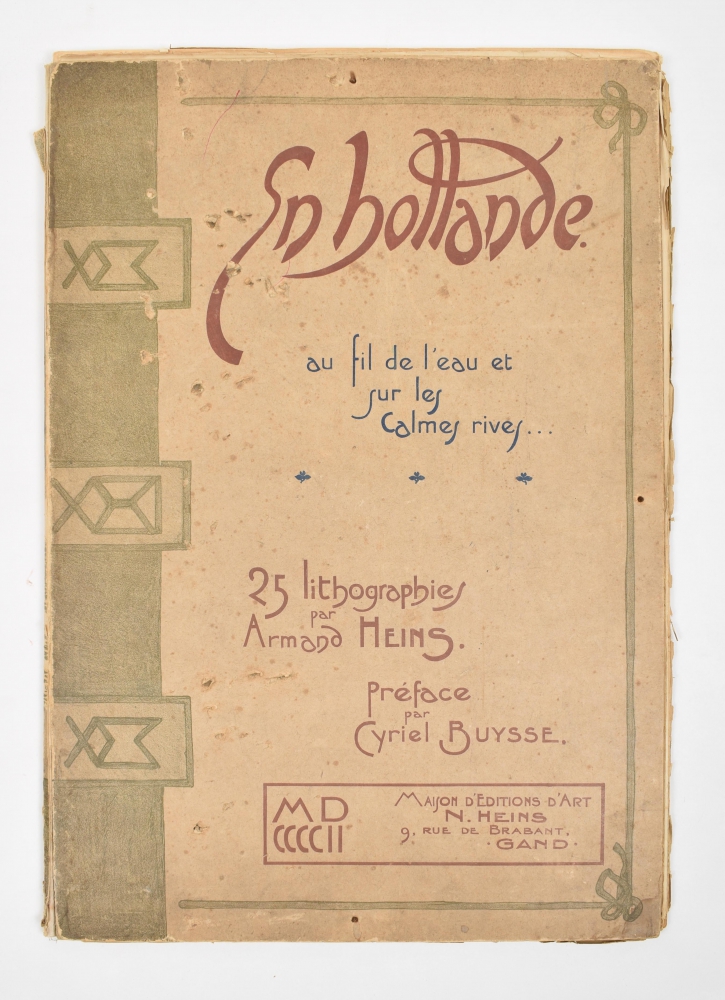 En hollande.
au fil de l'eau et
sur les
Calmes rives...
25 lithographies
par
Armand HEINS.
Préface
par
Cyriel BUYSSE.
MD
CCCCII
MAISON D'EDITIONS D'ART
N. HEINS
9, RUE DE BRABANT,
·GAND·